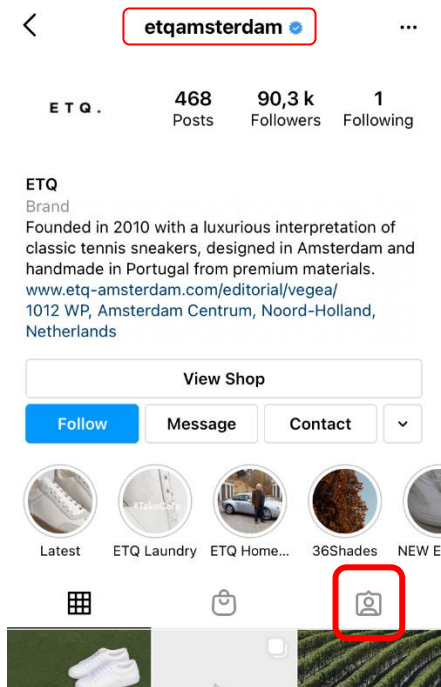 etqamsterdam
E T Q .
468 90,3 k 1
Posts Followers Following
ETQ
Brand
Founded in 2010 with a luxurious interpretation of
classic tennis sneakers, designed in Amsterdam and
handmade in Portugal from premium materials.
www.etq-amsterdam.com/editorial/vegea/
1012 WP, Amsterdam Centrum, Noord-Holland,
Netherlands
View Shop
Follow Message Contact
#TakeCare
Latest ETQ Laundry ETQ Home... 36Shades NEW E